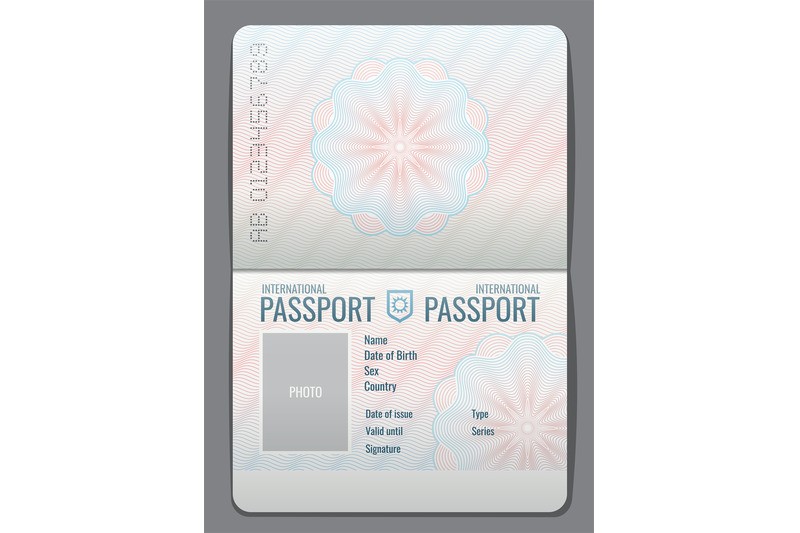 AB 0123456789
INTERNATIONAL
PASSPORT
INTERNATIONAL
PASSPORT
PHOTO
Name
Date of Birth
Sex
Country
Date of issue
Type
Valid until
Series
Signature